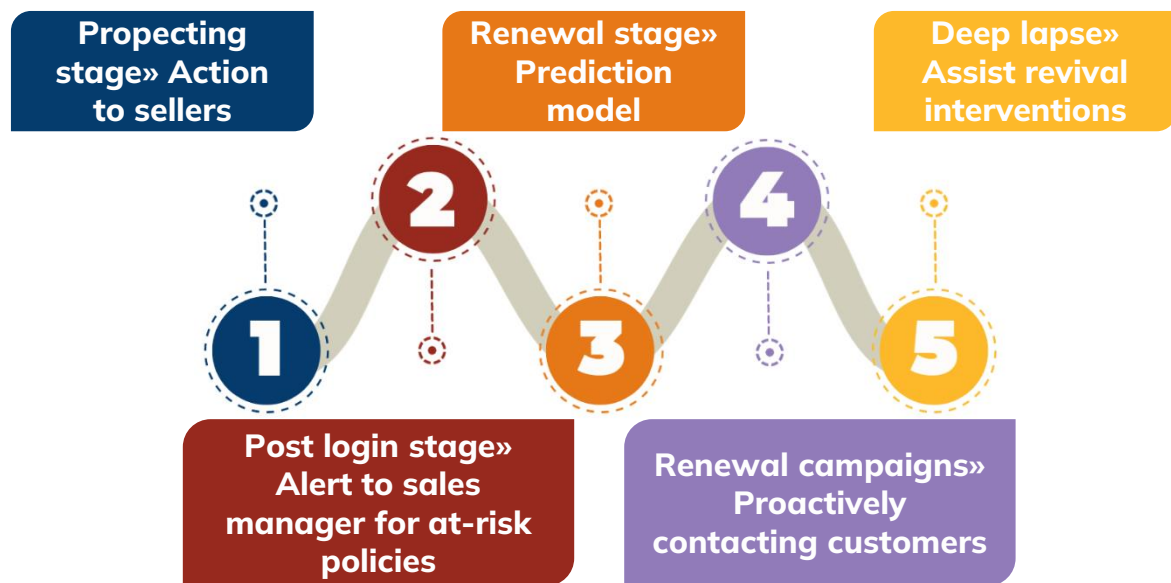 Propecting
stage» Action
to sellers
Renewal stage»
Prediction
model
Deep lapse»
Assist revival
interventions
1
2
3
4
5
Post login stage»
Alert to sales
manager for at-risk
policies
Renewal campaigns»
Proactively
contacting customers